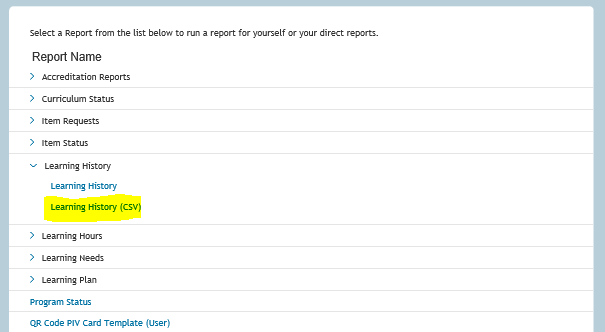 Select a Report from the list below to run a report for yourself or your direct reports.
Report Name
Accreditation Reports
Curriculum Status
Item Requests
Item Status
Learning History
Learning History
Learning History (CSV)
Learning Hours
Learning Needs
Learning Plan
Program Status
QR Code PIV Card Template (User)